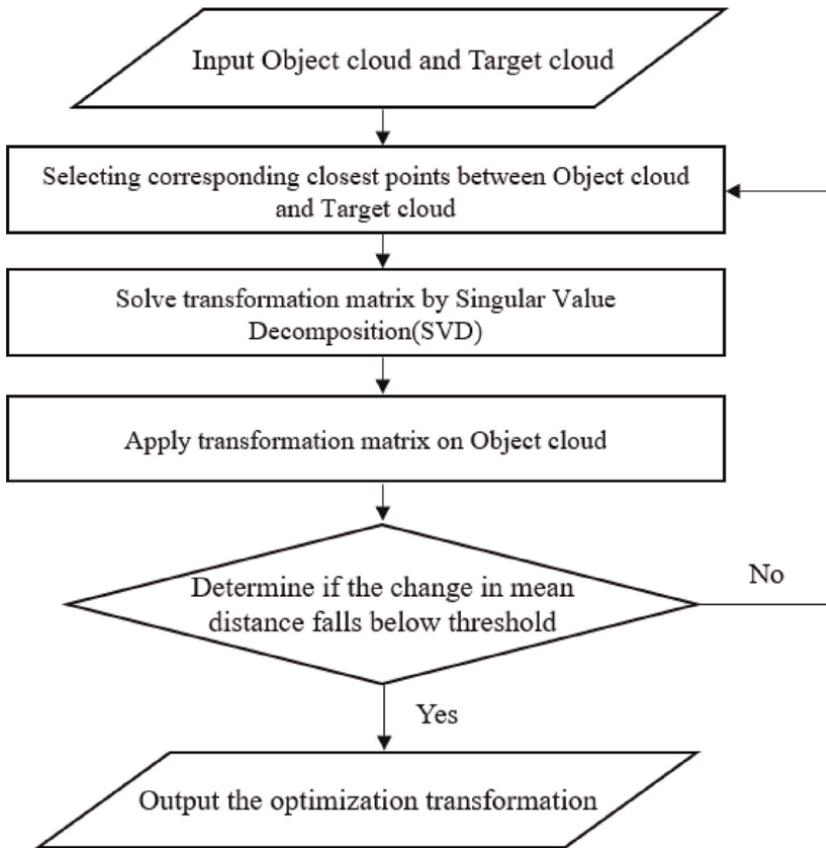 Input Object cloud and Target cloud
Selecting corresponding closest points between Object cloud
and Target cloud
Solve transformation matrix by Singular Value
Decomposition(SVD)
Apply transformation matrix on Object cloud
Determine if the change in mean
distance falls below threshold
No
Yes
Output the optimization transformation